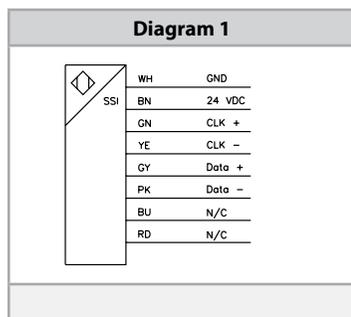 Diagram 1
SSI
WH GND
BN 24 VDC
GN CLK +
YE CLK −
GY Data +
PK Data −
BU N/C
RD N/C